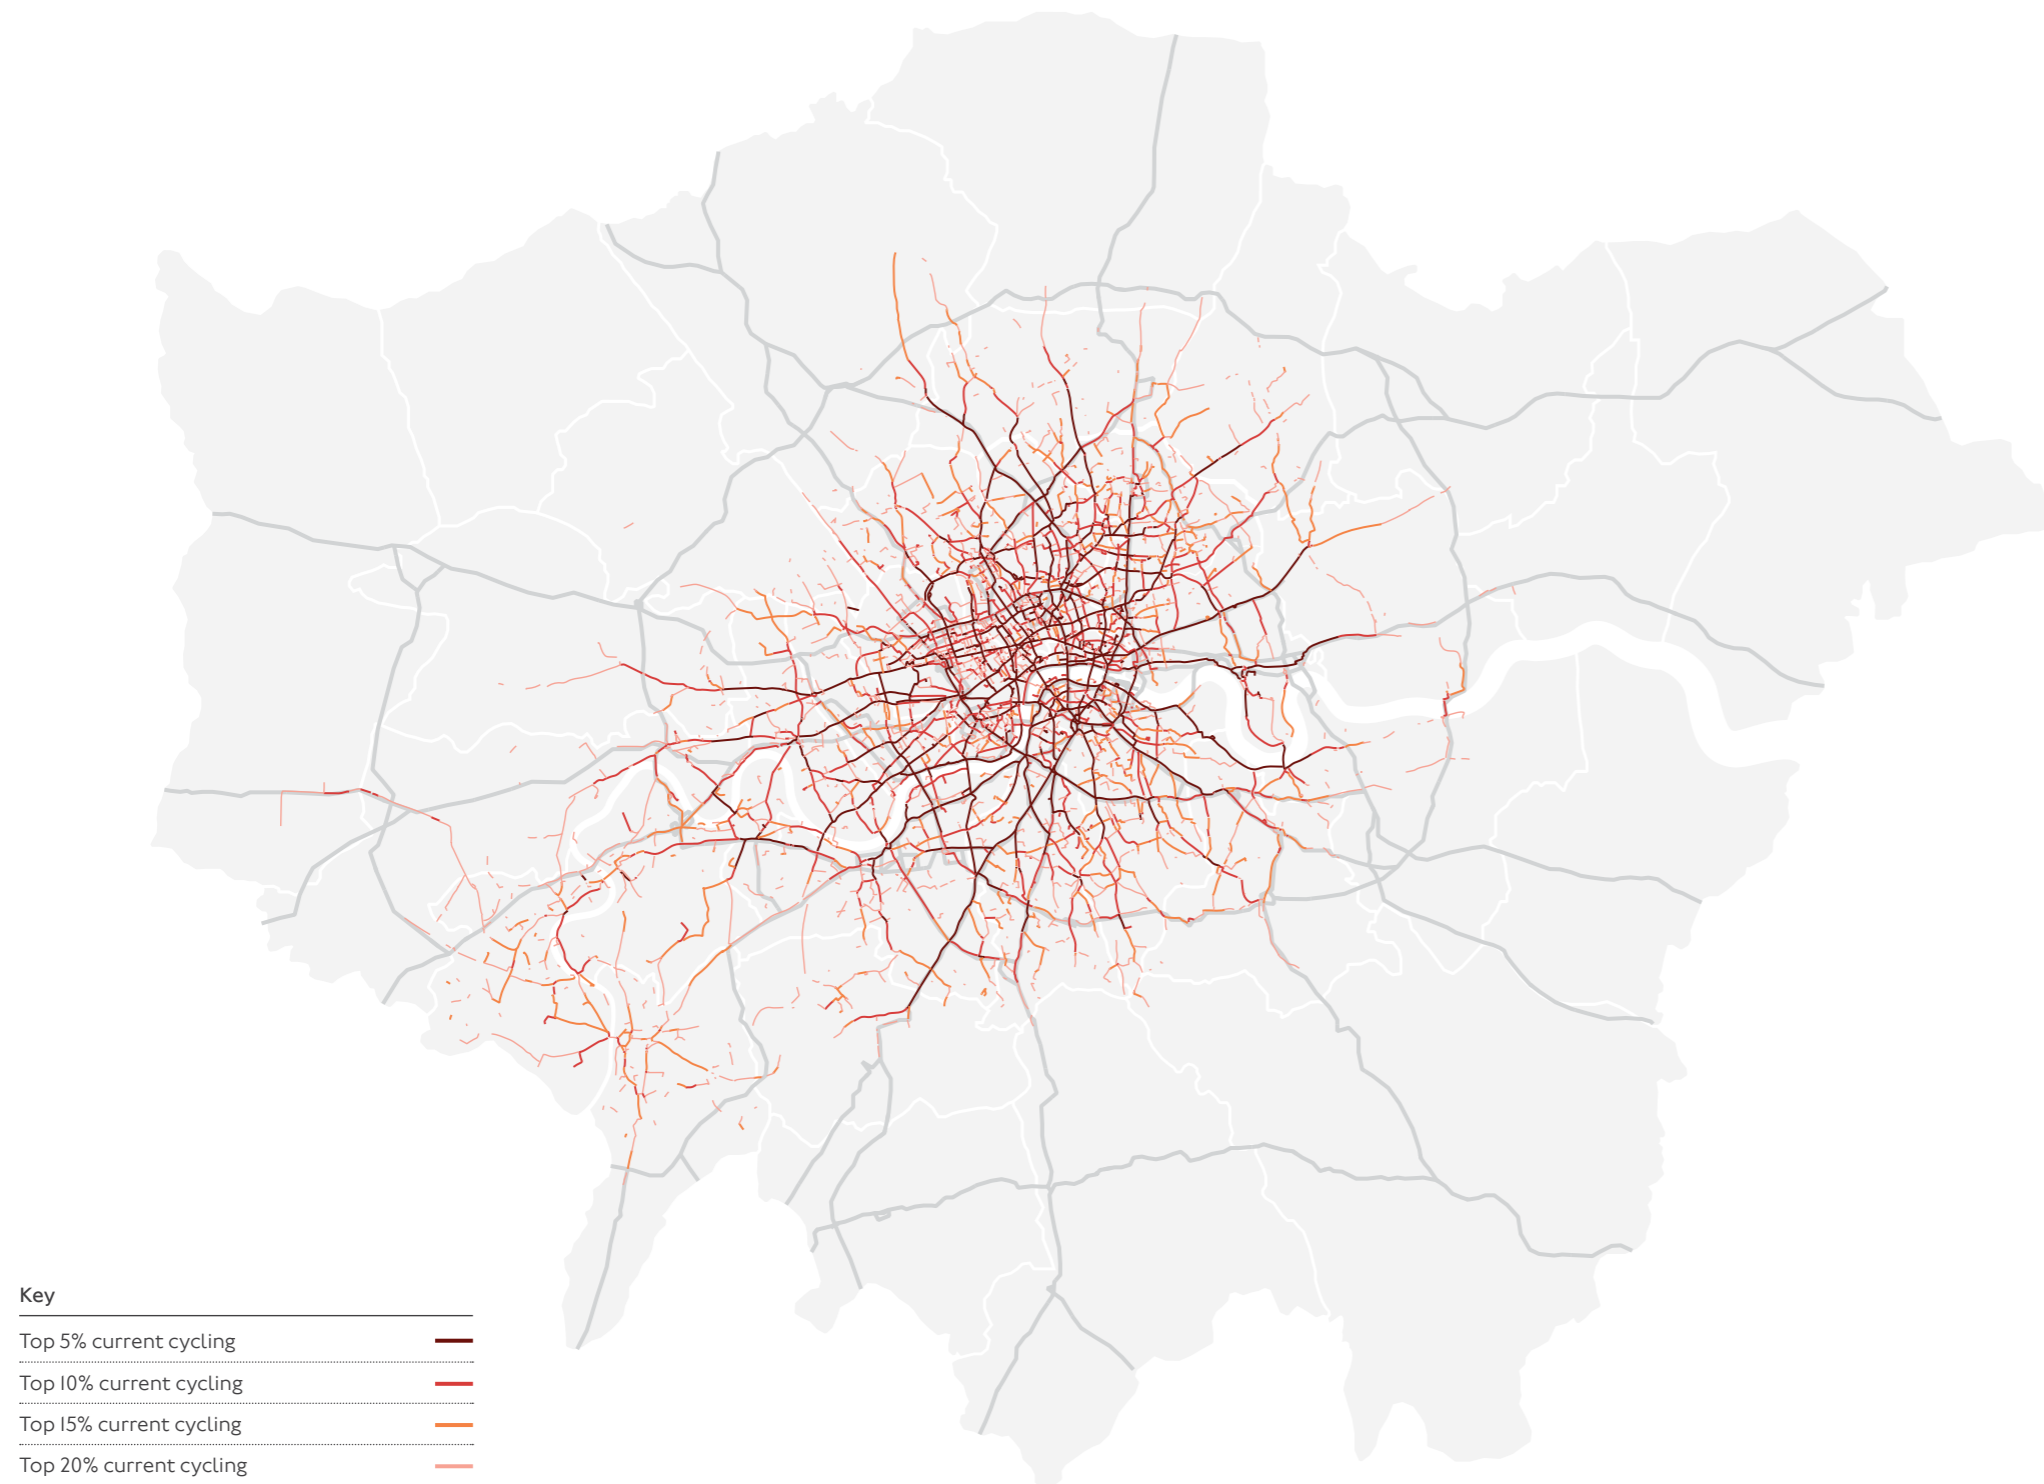 Key
Top 5% current cycling
Top 10% current cycling
Top 15% current cycling
Top 20% current cycling